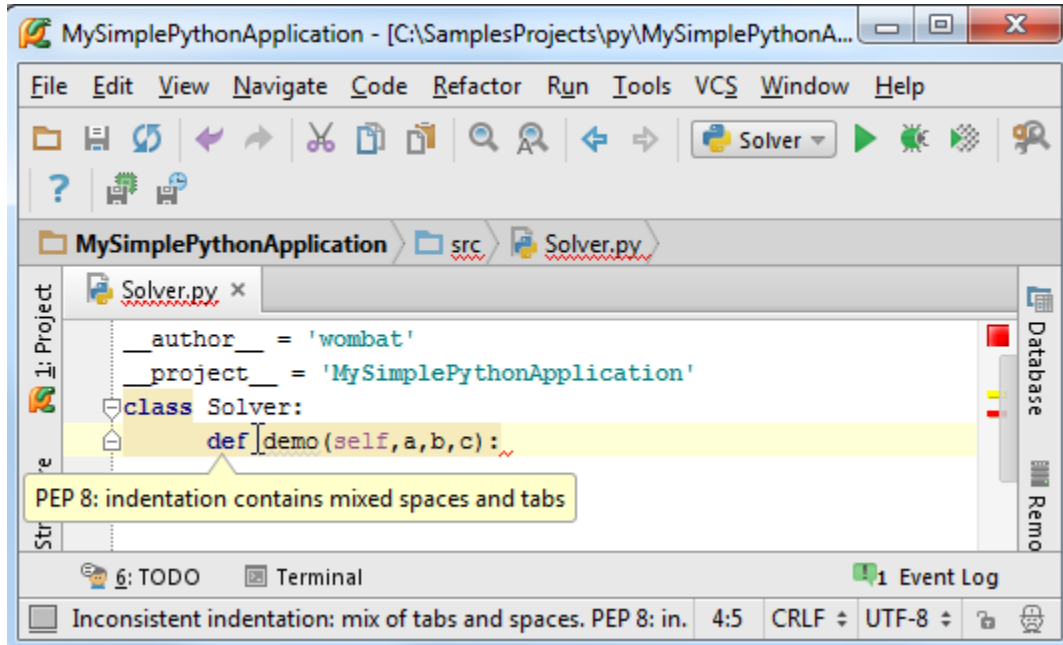 MySimplePythonApplication - [C:\SamplesProjects\py\MySimplePythonA...
File Edit View Navigate Code Refactor Run Tools VCS Window Help
Solver
?
MySimplePythonApplication src Solver.py
1: Project
Solver.py
__author__ = 'wombat'
__project__ = 'MySimplePythonApplication'
class Solver:
def demo(self,a,b,c):
PEP 8: indentation contains mixed spaces and tabs
Database
Remo
6: TODO Terminal 1 Event Log
Inconsistent indentation: mix of tabs and spaces. PEP 8: in. 4:5 CRLF UTF-8